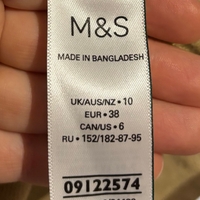 M&S
MADE IN BANGLADESH
UK/AUS/NZ • 10
EUR • 38
CAN/US • 6
RU • 152/182-87-95
09122574